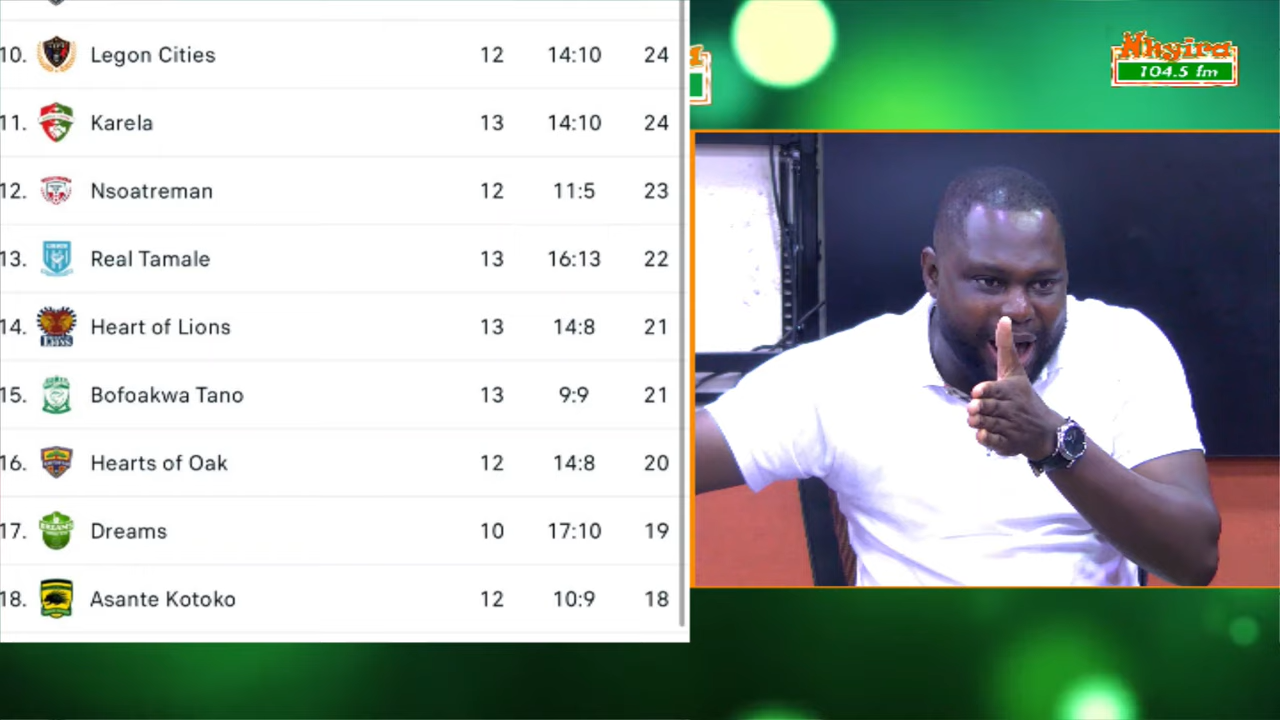 10. Legon Cities 12 14:10 24
11. Karela 13 14:10 24
12. Nsoatreman 12 11:5 23
13. Real Tamale 13 16:13 22
14. Heart of Lions 13 14:8 21
15. Bofoakwa Tano 13 9:9 21
16. Hearts of Oak 12 14:8 20
17. Dreams 10 17:10 19
18. Asante Kotoko 12 10:9 18
Nhyira
104.5 fm